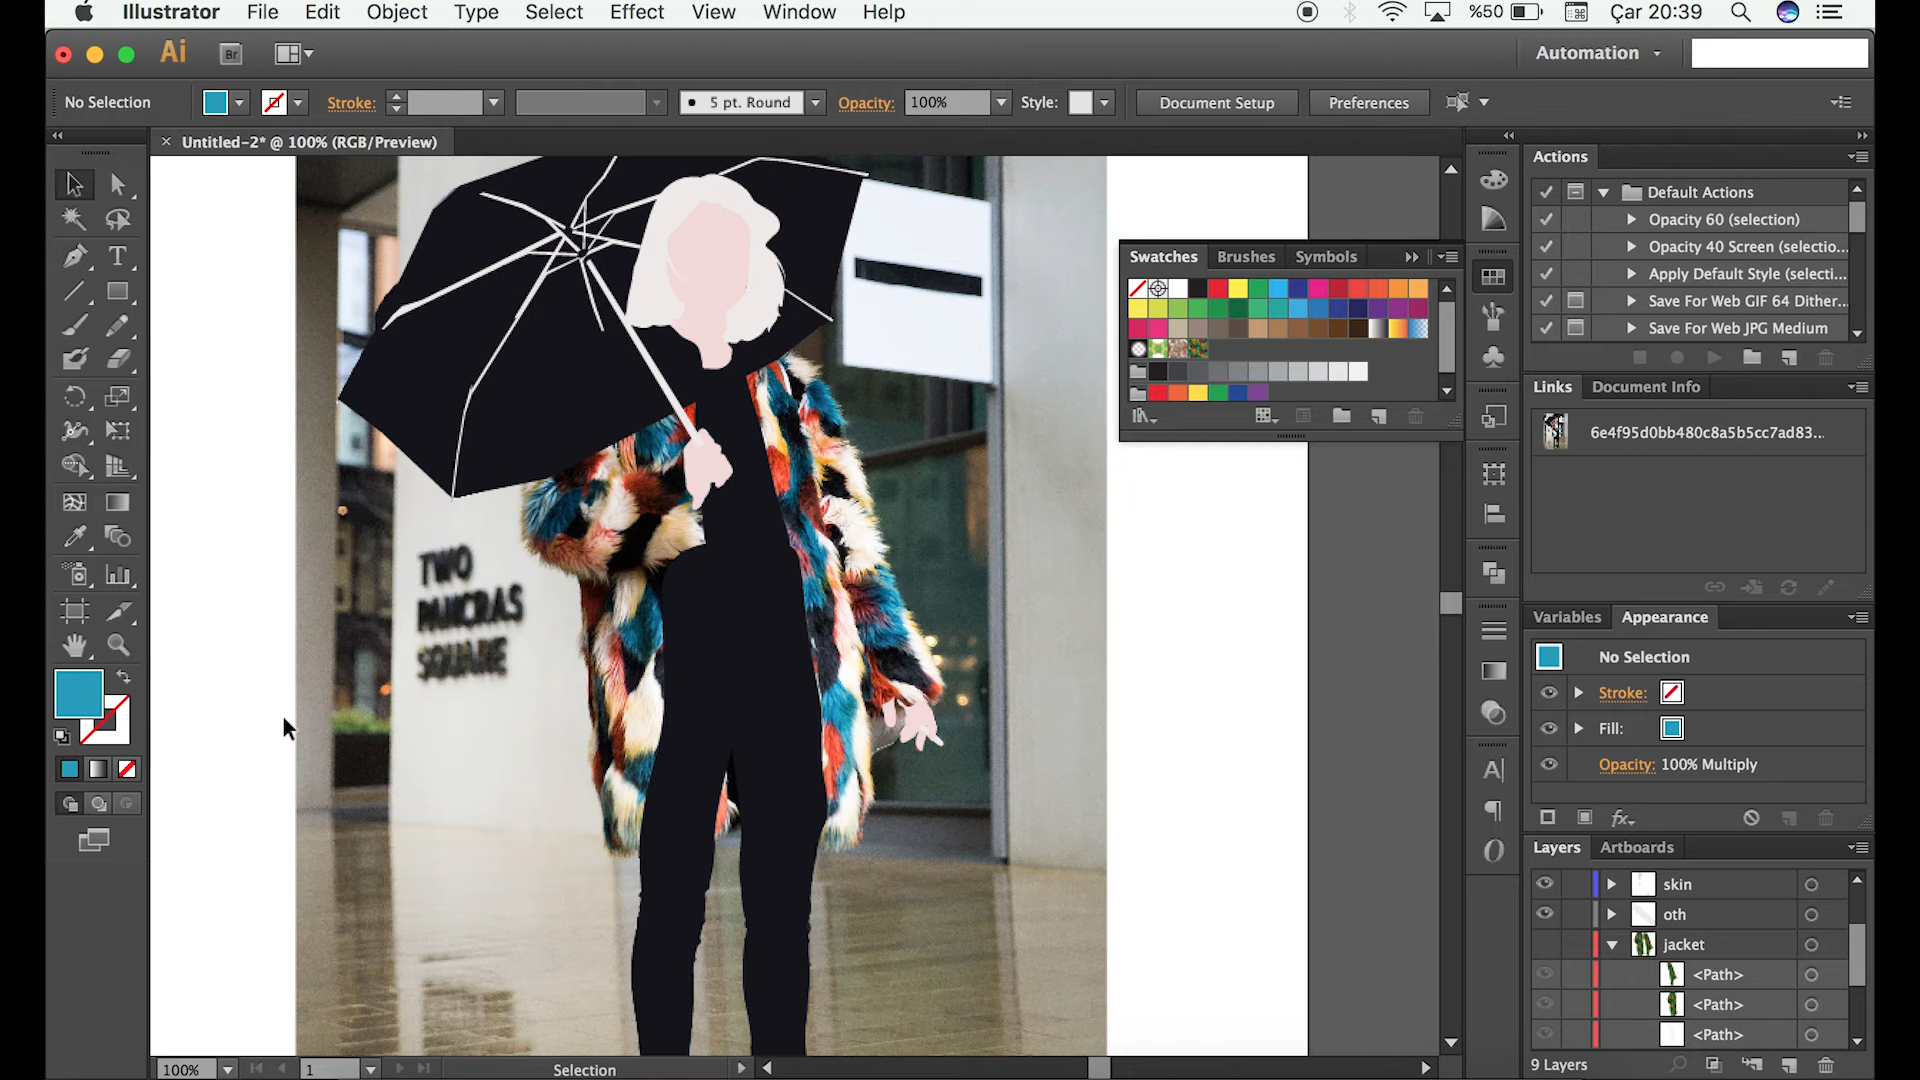 Illustrator File Edit Object Type Select Effect View Window Help %50 Çar 20:39
Ai Br Automation
No Selection Stroke: 5 pt. Round Opacity: 100% Style: Document Setup Preferences
Untitled-2* @ 100% (RGB/Preview)
Actions
Default Actions
Opacity 60 (selection)
Opacity 40 Screen (selectio...
Apply Default Style (selecti...
Save For Web GIF 64 Dither...
Save For Web JPG Medium
Swatches Brushes Symbols
Links Document Info
6e4f95d0bb480c8a5b5cc7ad83...
TWO
PANCRAS
SQUARE
Variables Appearance
No Selection
Stroke:
Fill:
Opacity: 100% Multiply
fx
Layers Artboards
skin
oth
jacket
<Path>
<Path>
<Path>
9 Layers
100% 1 Selection